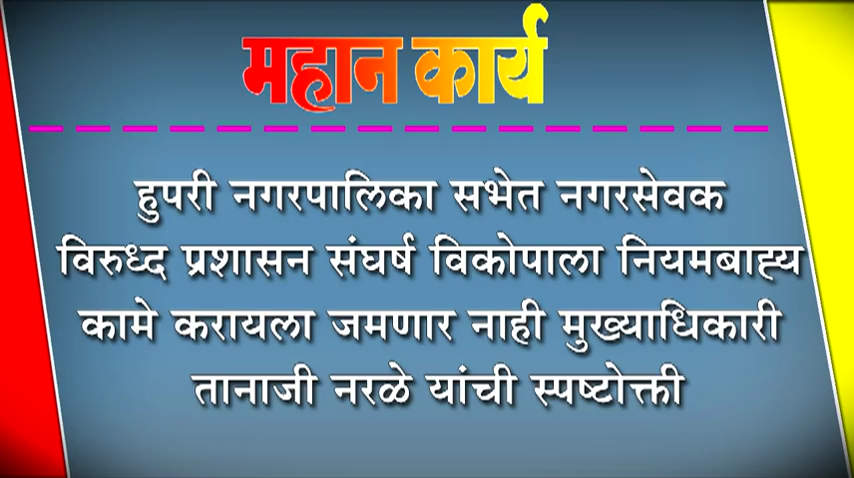 महान कार्य
हुपरी नगरपालिका सभेत नगरसेवक
विरुध्द प्रशासन संघर्ष विकोपाला नियमबाह्य
कामे करायला जमणार नाही मुख्याधिकारी
तानाजी नरळे यांची स्पष्टोक्ती